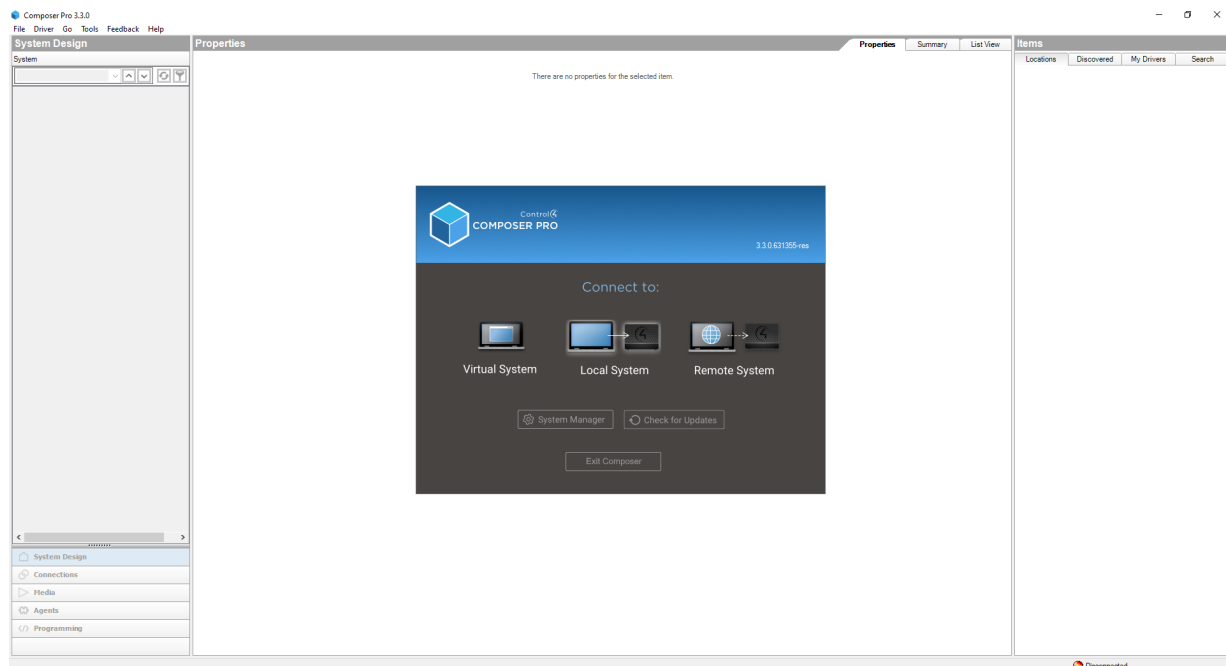 Composer Pro 3.3.0
File Driver Go Tools Feedback Help
System Design
Properties
Properties Summary List View
Items
System
Locations Discovered My Drivers Search
There are no properties for the selected item.
Control4
COMPOSER PRO
3.3.0.631355-res
Connect to:
Virtual System Local System Remote System
System Manager Check for Updates
Exit Composer
System Design
Connections
Media
Agents
Programming
Disconnected